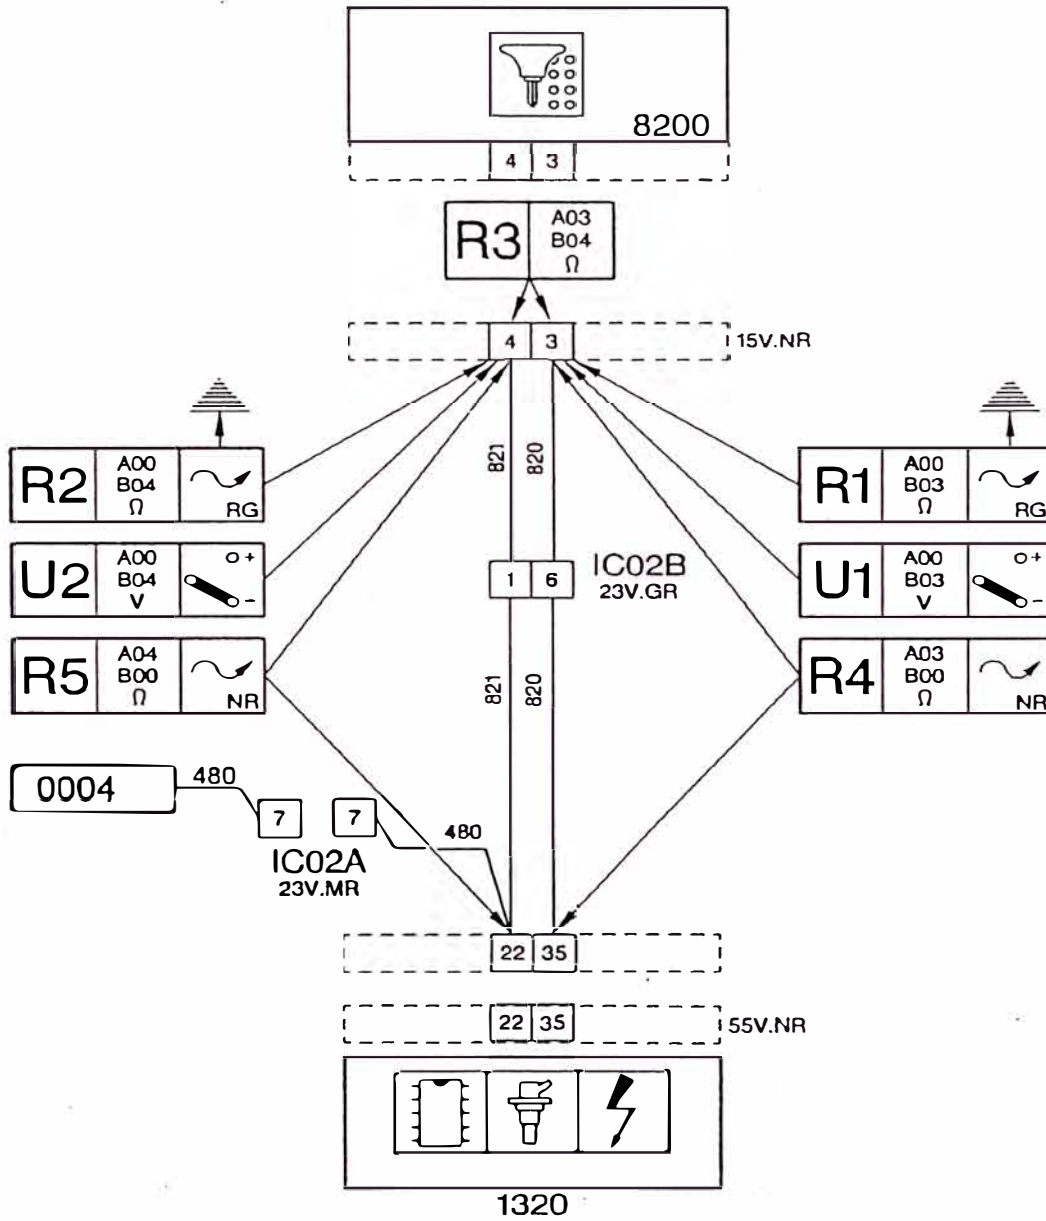 8200
4 3
R3
A03
B04
Ω
4 3
15V.NR
R2
A00
B04
Ω
RG
821
820
R1
A00
B03
Ω
RG
U2
A00
B04
V
O +
-
1 6
IC02B
23V.GR
U1
A00
B03
V
O +
-
R5
A04
B00
Ω
NR
821
820
R4
A03
B00
Ω
NR
0004
480
7 7
480
IC02A
23V.MR
22 35
22 35
55V.NR
1320